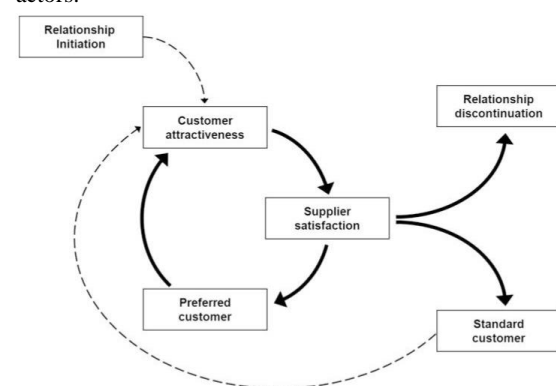 actors.
Relationship
Initiation
Customer
attractiveness
Relationship
discontinuation
Supplier
satisfaction
Preferred
customer
Standard
customer